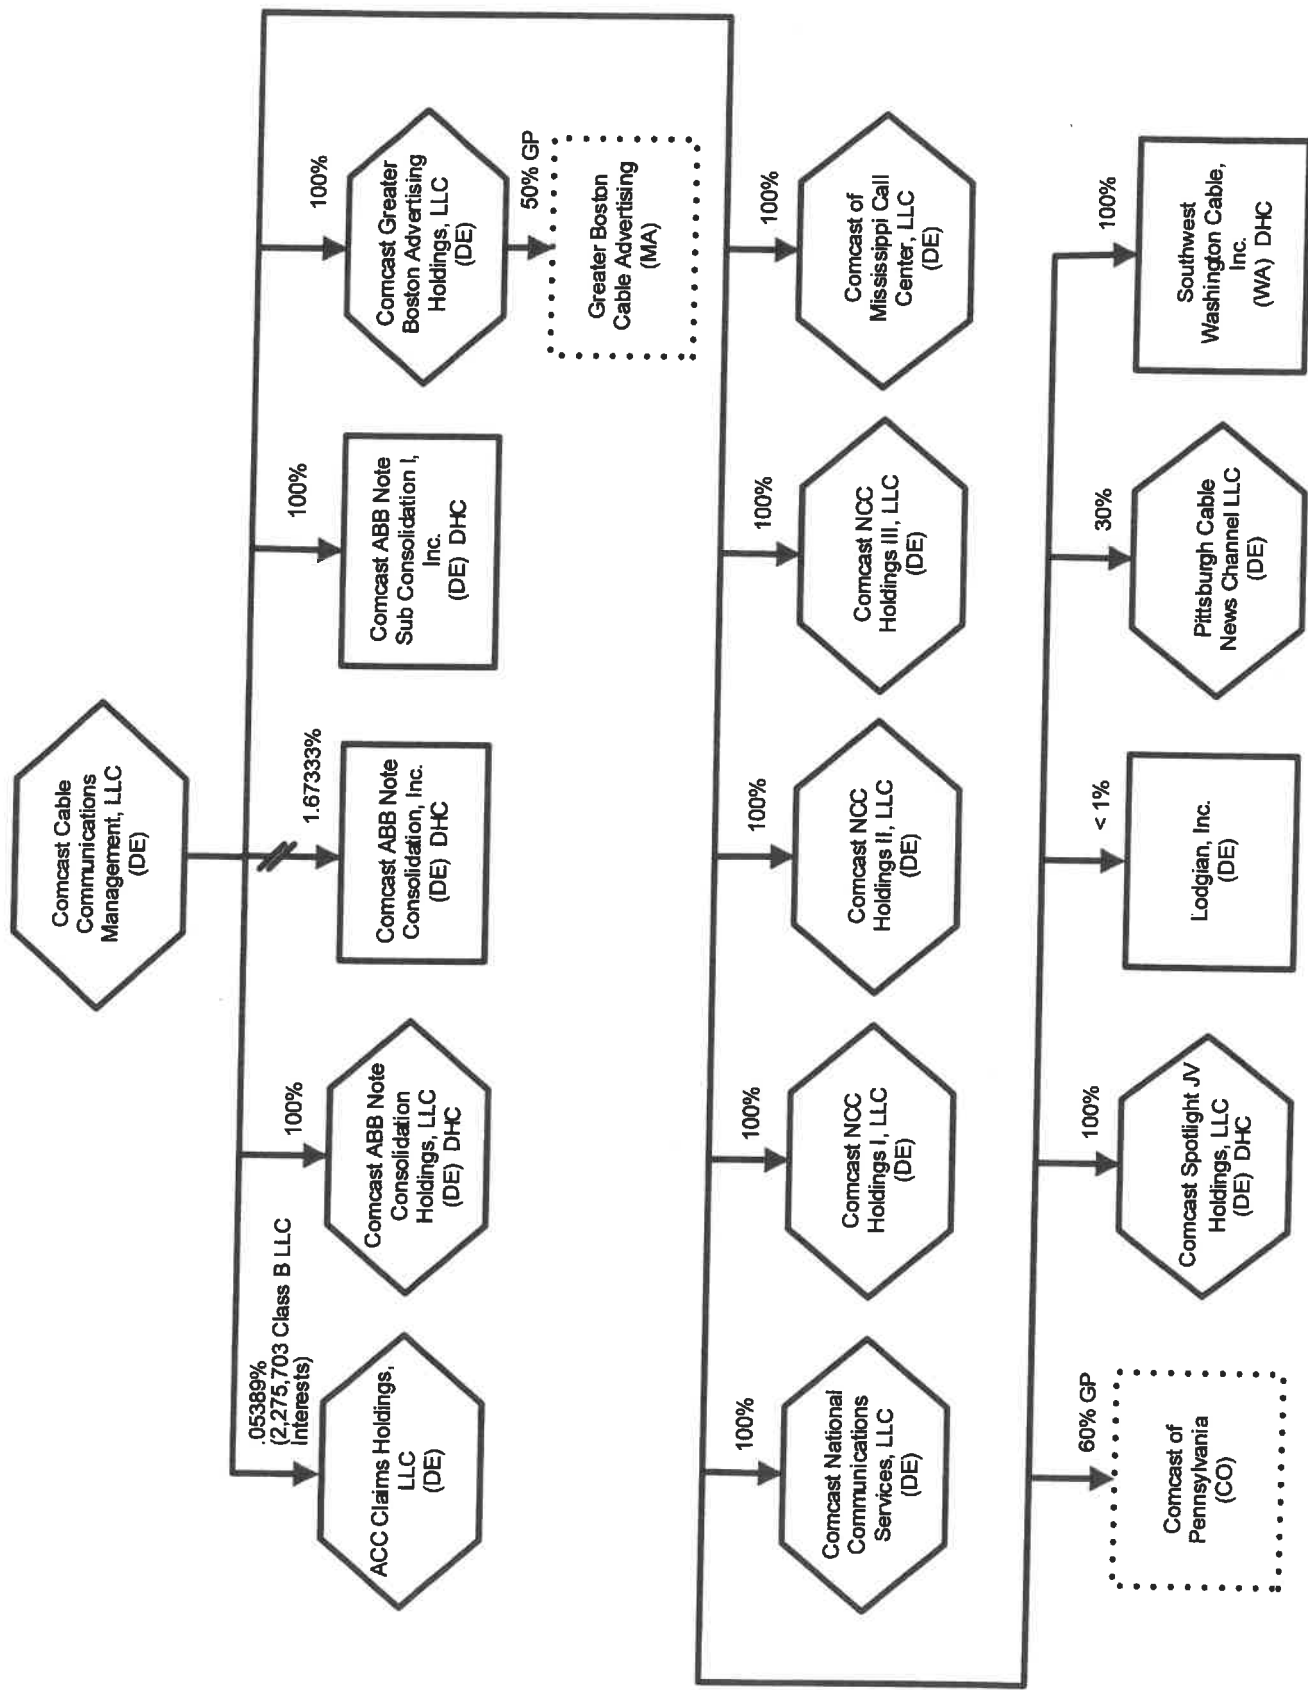 Comcast Cable
Communications
Management, LLC
(DE)
.05389%
(2,275,703 Class B LLC
Interests)
ACC Claims Holdings,
LLC
(DE)
100%
Comcast ABB Note
Consolidation
Holdings, LLC
(DE) DHC
1.67333%
Comcast ABB Note
Consolidation, Inc.
(DE) DHC
100%
Comcast ABB Note
Sub Consolidation I,
Inc.
(DE) DHC
100%
Comcast Greater
Boston Advertising
Holdings, LLC
(DE)
50% GP
Greater Boston
Cable Advertising
(MA)
100%
Comcast National
Communications
Services, LLC
(DE)
100%
Comcast NCC
Holdings I, LLC
(DE)
100%
Comcast NCC
Holdings II, LLC
(DE)
100%
Comcast NCC
Holdings III, LLC
(DE)
100%
Comcast of
Mississippi Call
Center, LLC
(DE)
60% GP
Comcast of
Pennsylvania
(CO)
100%
Comcast Spotlight JV
Holdings, LLC
(DE) DHC
< 1%
Lodgian, Inc.
(DE)
30%
Pittsburgh Cable
News Channel LLC
(DE)
100%
Southwest
Washington Cable,
Inc.
(WA) DHC